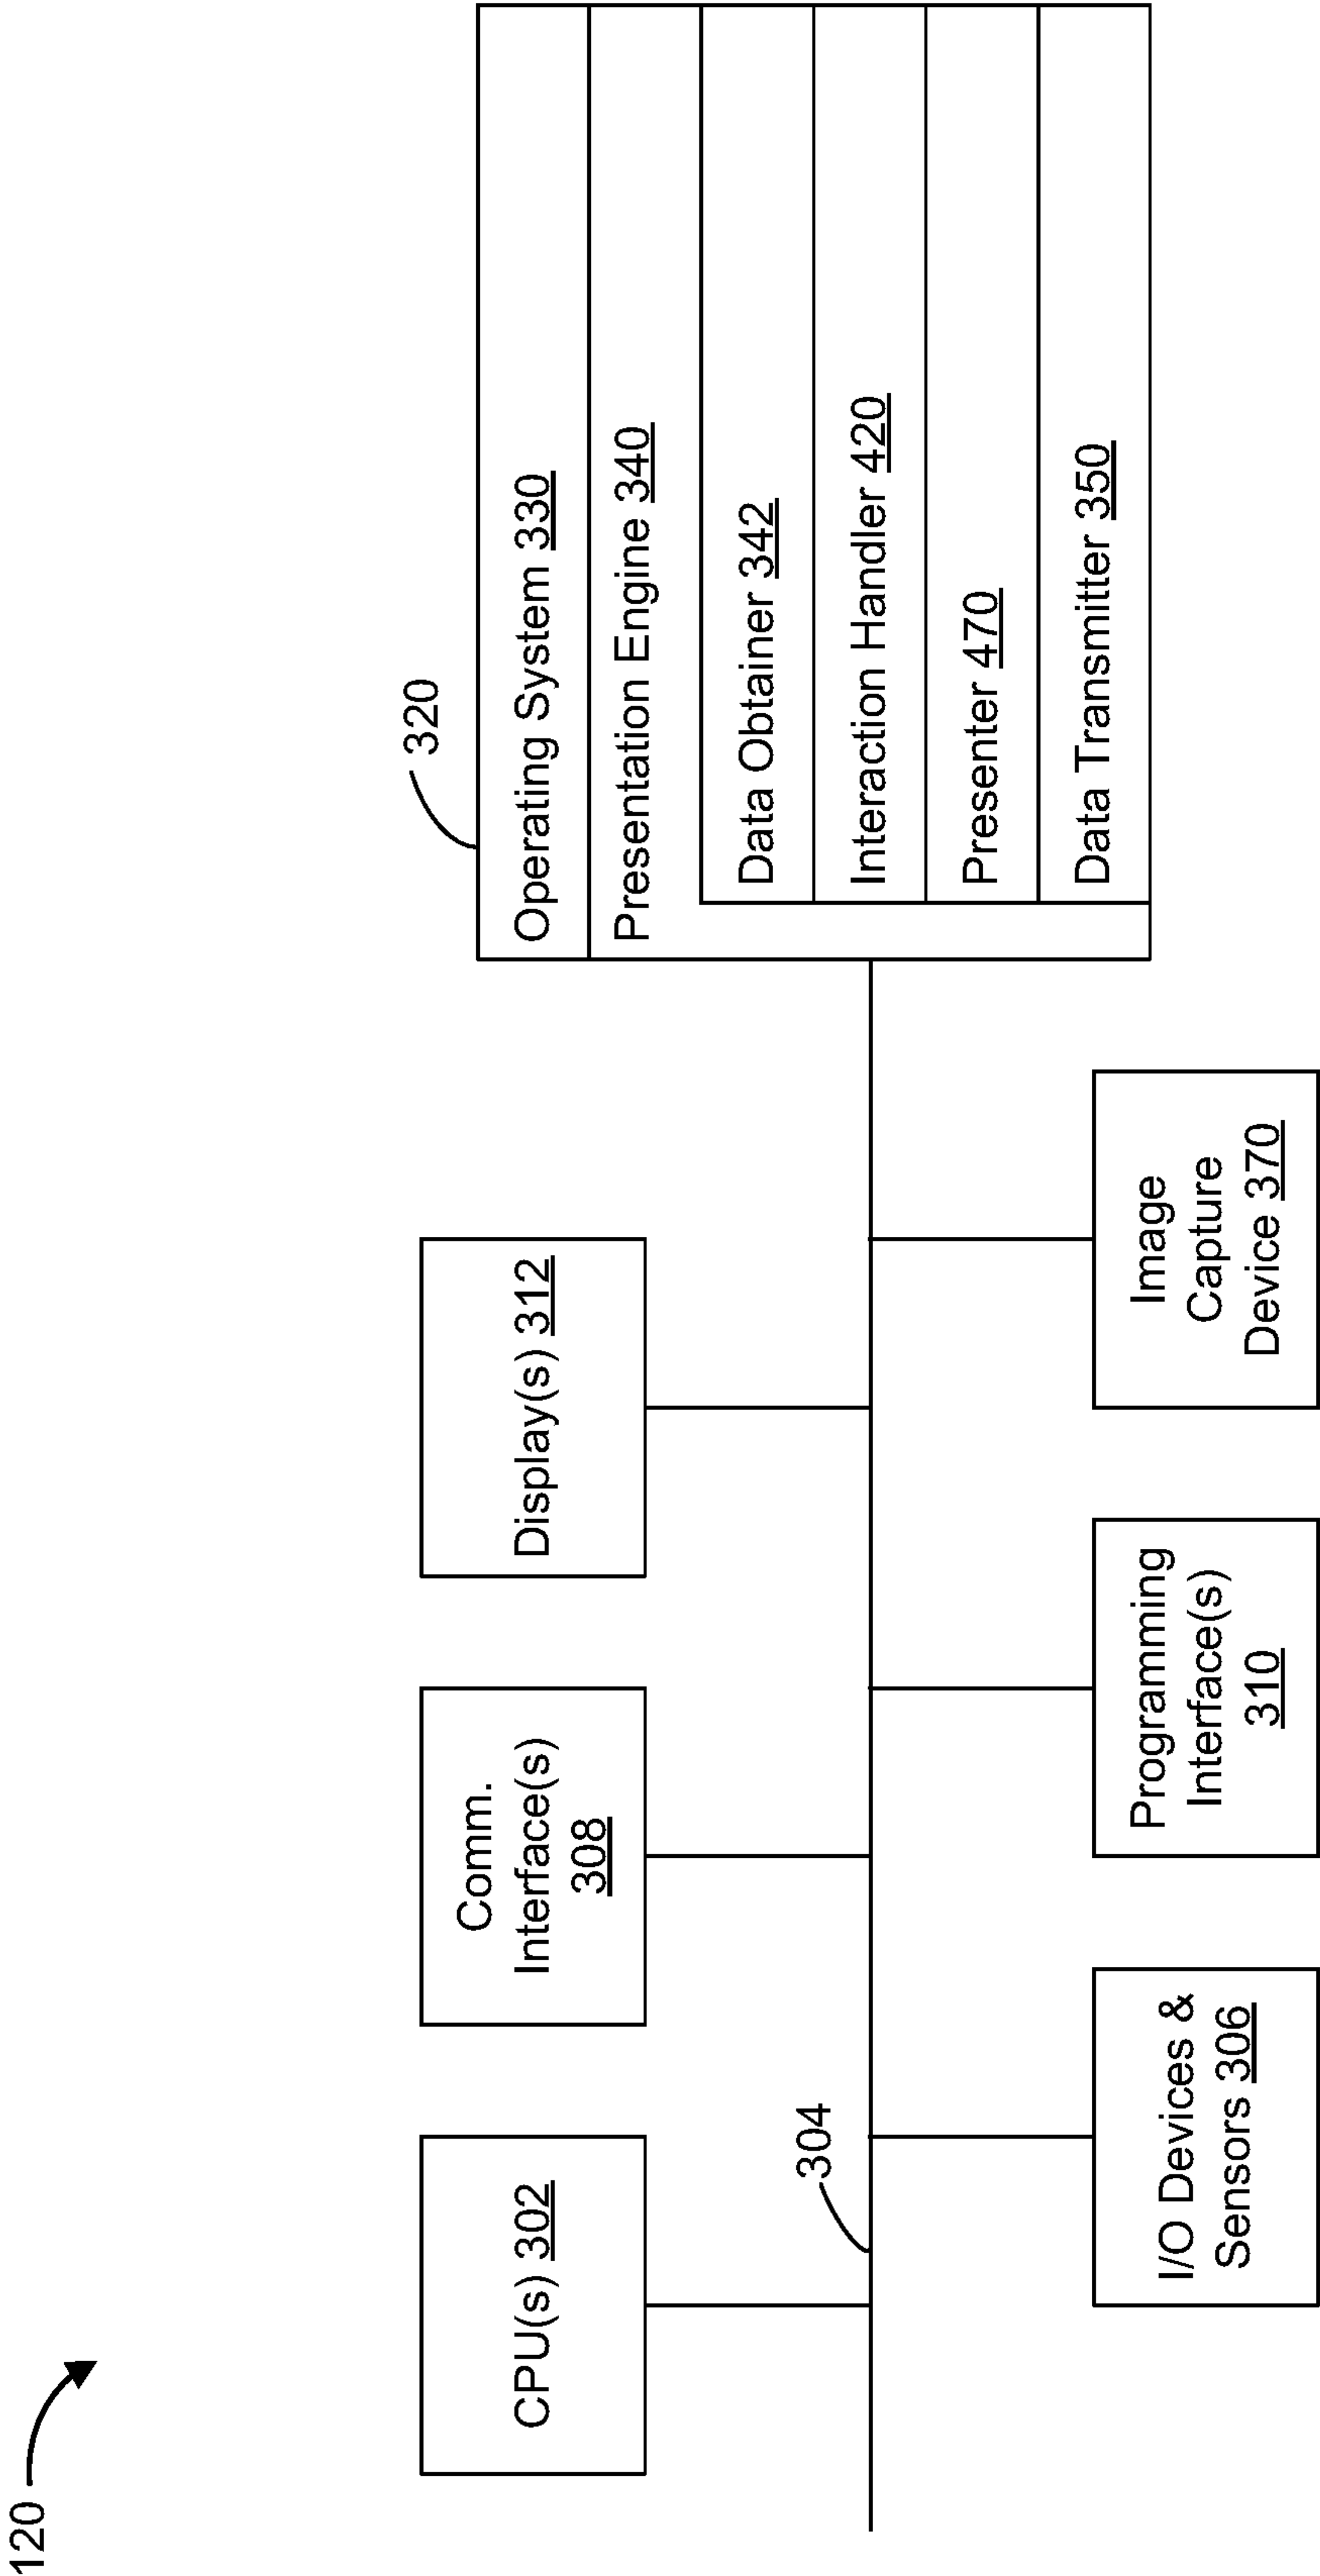 120
CPU(s) 302
Comm.
Interface(s)
308
Display(s) 312
304
I/O Devices &
Sensors 306
Programming
Interface(s)
310
Image
Capture
Device 370
320
Operating System 330
Presentation Engine 340
Data Obtainer 342
Interaction Handler 420
Presenter 470
Data Transmitter 350